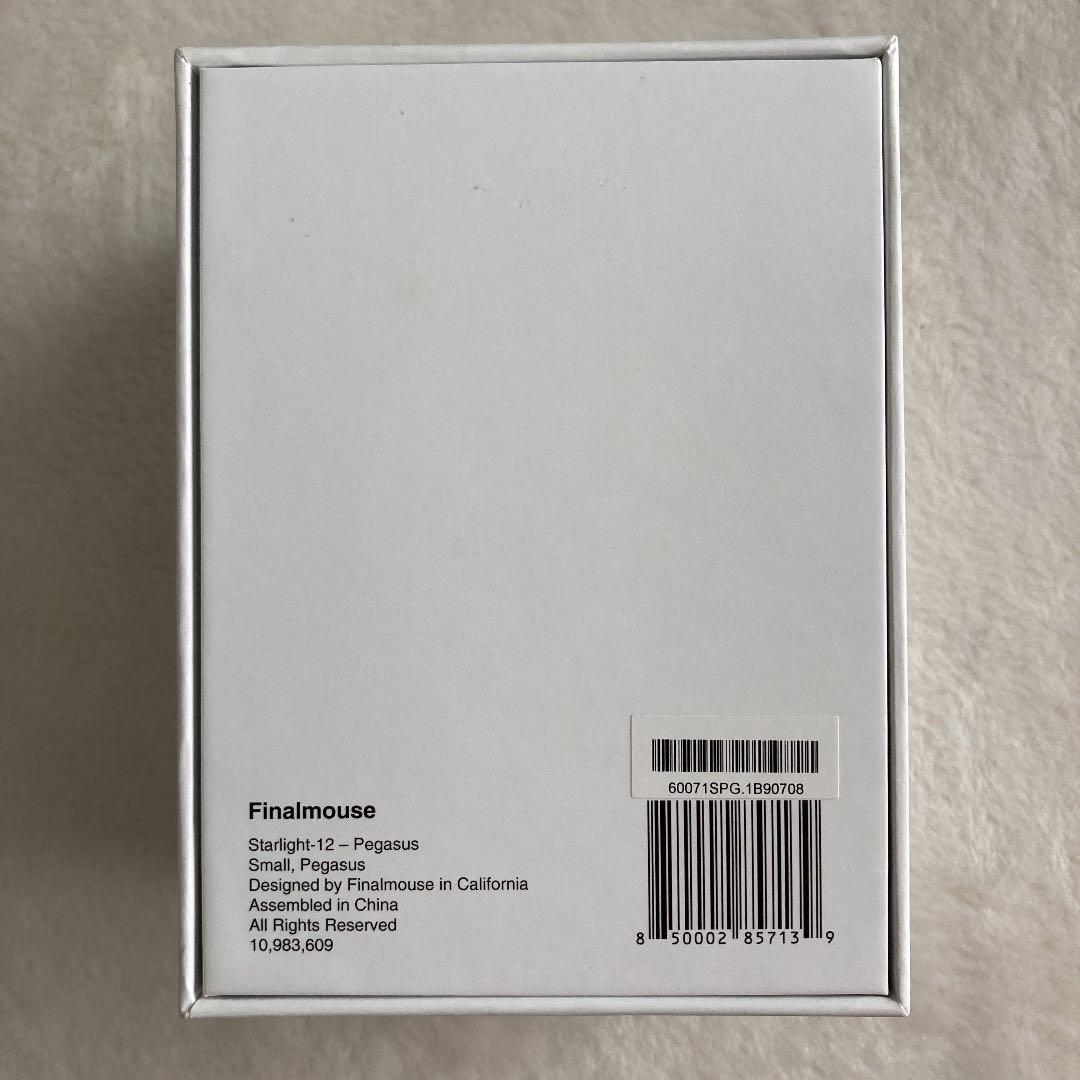 60071SPG.1B90708
Finalmouse
Starlight-12 – Pegasus
Small, Pegasus
Designed by Finalmouse in California
Assembled in China
All Rights Reserved
10,983,609
8 50002 85713 9